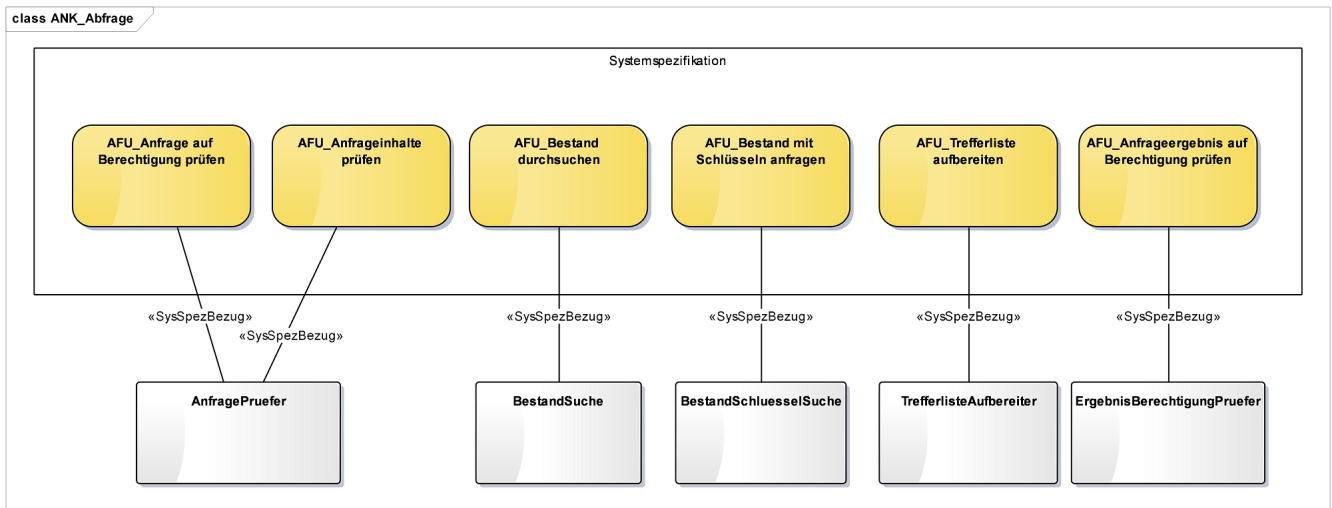 class ANK_Abfrage
Systemspezifikation
AFU_Anfrage auf
Berechtigung prüfen
AFU_Anfrageinhalte
prüfen
AFU_Bestand
durchsuchen
AFU_Bestand mit
Schlüsseln anfragen
AFU_Trefferliste
aufbereiten
AFU_Anfrageergebnis auf
Berechtigung prüfen
«SysSpezBezug»
«SysSpezBezug»
«SysSpezBezug»
«SysSpezBezug»
«SysSpezBezug»
«SysSpezBezug»
AnfragePruefer
BestandSuche
BestandSchluesselSuche
TrefferlisteAufbereiter
ErgebnisBerechtigungPruefer